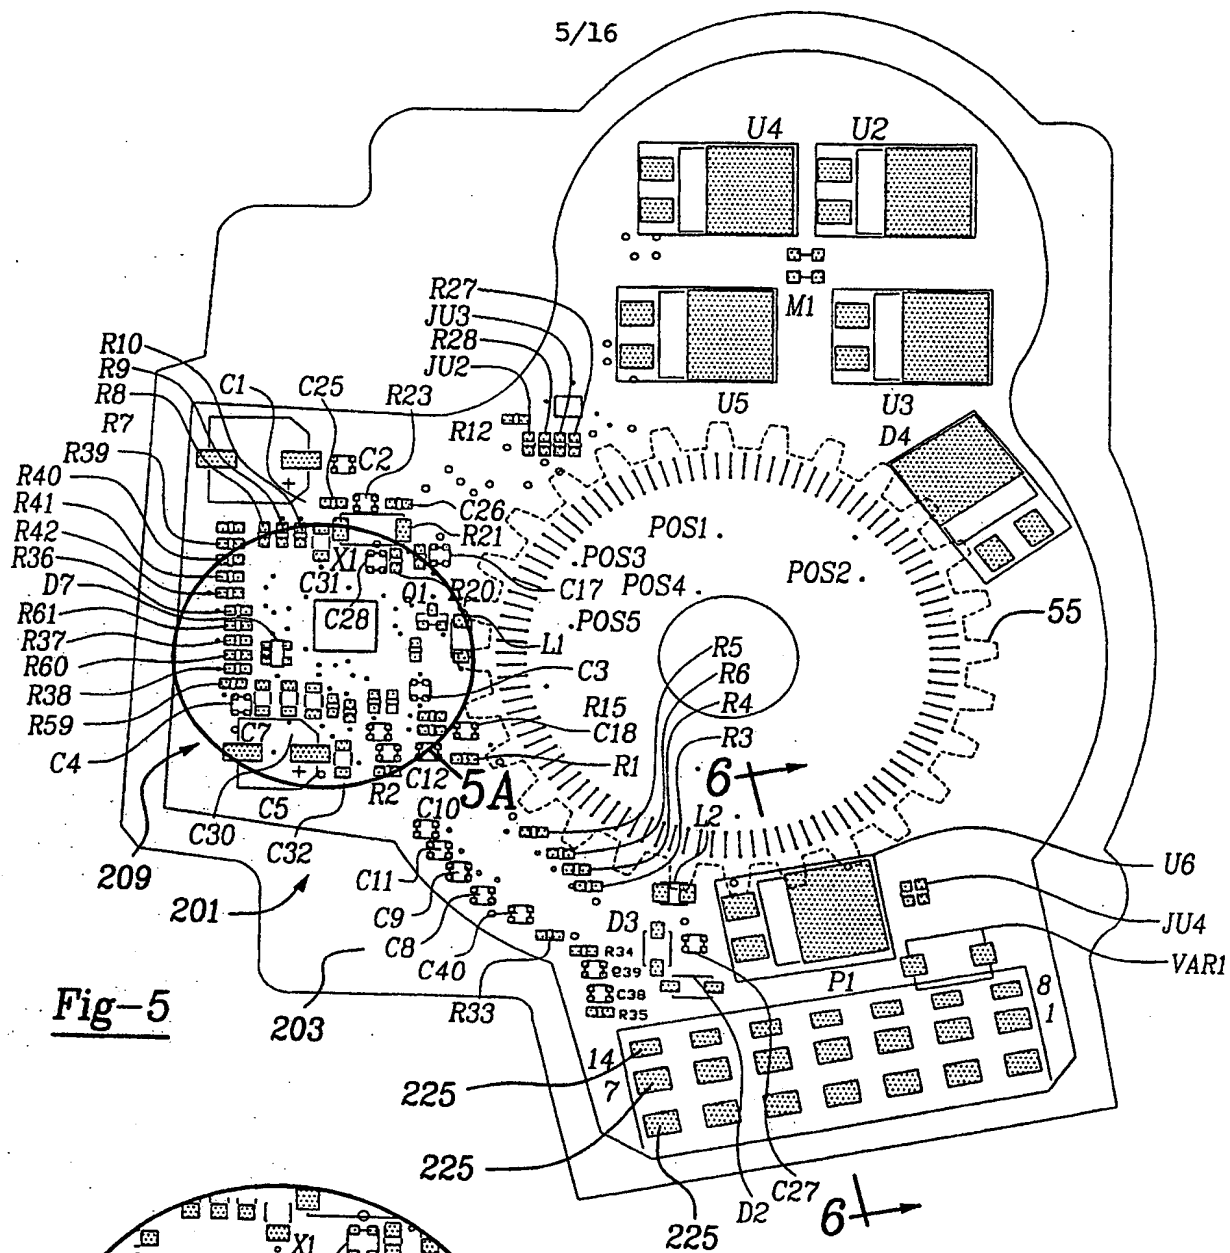 5/16
U4
U2
M1
U5
U3
D4
R27
JU3
R28
JU2
R12
R10
R9
R8
R7
C1
C25
R23
C2
C26
R21
R39
R40
R41
R42
R36
D7
R61
R37
R60
R38
R59
C4
X1
C31
C28
Q1
R20
C17
L1
C3
R15
C18
R1
C7
C30
C5
C32
R2
C12
5A
C10
C11
C9
C8
C40
R33
POS1
POS3
POS4
POS2
POS5
55
R5
R6
R4
R3
6
L2
U6
JU4
VAR1
D3
R34
C39
C38
R35
P1
8
1
14
7
225
225
225
D2
C27
6
209
201
203
Fig-5
X1